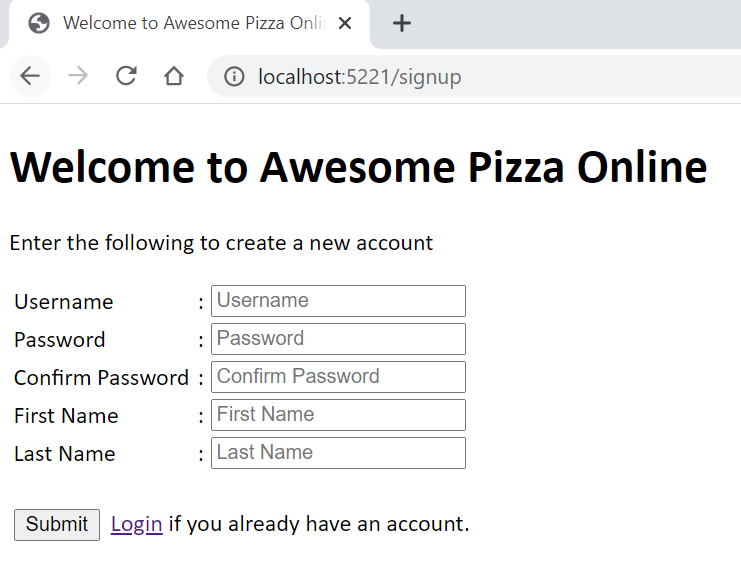 Welcome to Awesome Pizza Onli
localhost:5221/signup
Welcome to Awesome Pizza Online
Enter the following to create a new account
Username : Username
Password : Password
Confirm Password : Confirm Password
First Name : First Name
Last Name : Last Name
Submit Login if you already have an account.